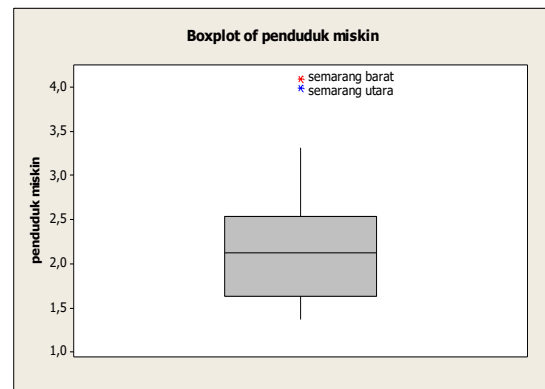 Boxplot of penduduk miskin
semarang barat
semarang utara
4,0
3,5
3,0
2,5
2,0
1,5
1,0
penduduk miskin